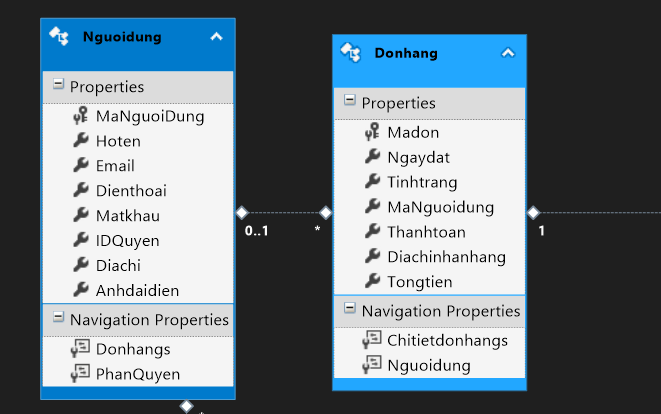 Nguoidung
Properties
MaNguoiDung
Hoten
Email
Dienthoai
Matkhau
IDQuyen
Diachi
Anhdaidien
Navigation Properties
Donhangs
PhanQuyen
0..1
*
Donhang
Properties
Madon
Ngaydat
Tinhtrang
MaNguoidung
Thanhtoan
Diachinhanhang
Tongtien
Navigation Properties
Chitietdonhangs
Nguoidung
1